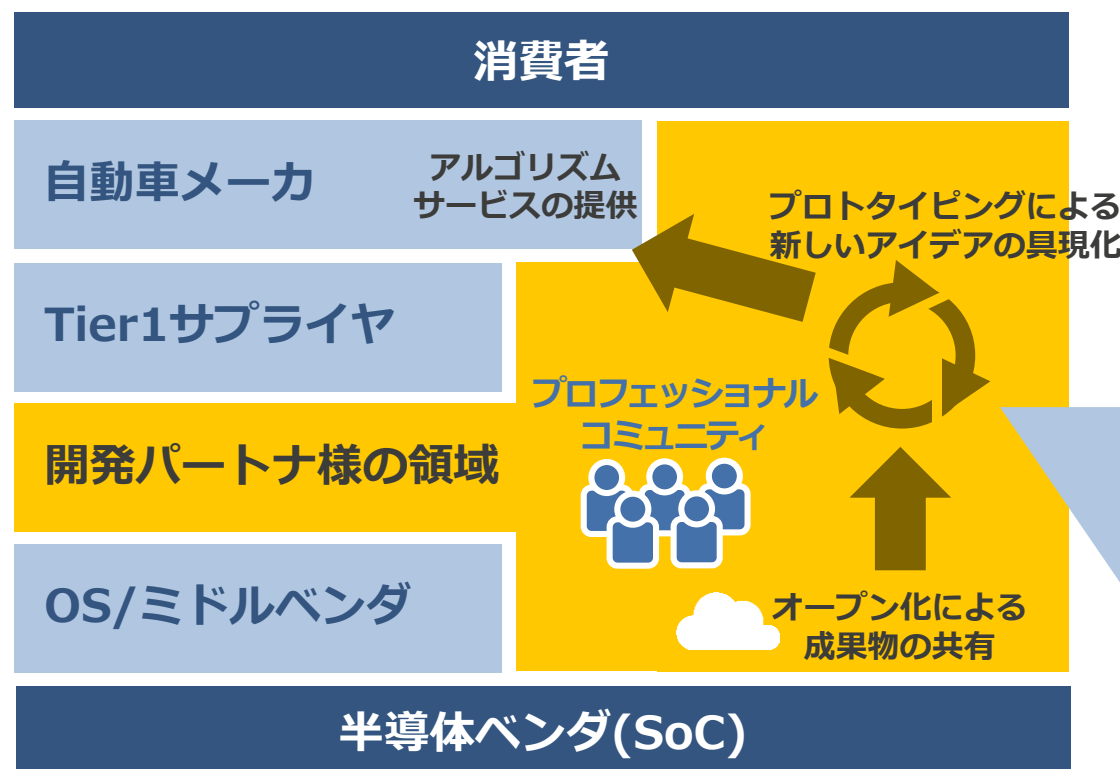 消費者
自動車メーカ
アルゴリズム
サービスの提供
プロトタイピングによる
新しいアイデアの具現化
Tier1サプライヤ
プロフェッショナル
コミュニティ
開発パートナ様の領域
OS/ミドルベンダ
オープン化による
成果物の共有
半導体ベンダ(SoC)